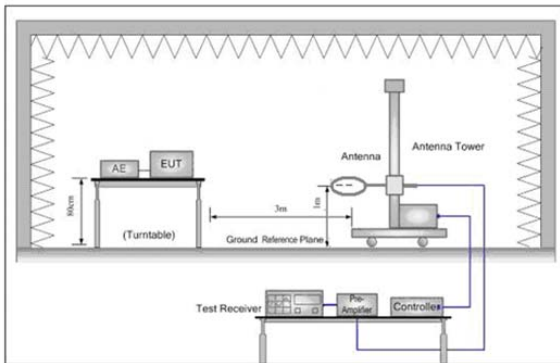 AE
EUT
80cm
(Turntable)
3m
Ground Reference Plane
1m
Antenna
Antenna Tower
Test Receiver
Pre-
Amplifier
Controller